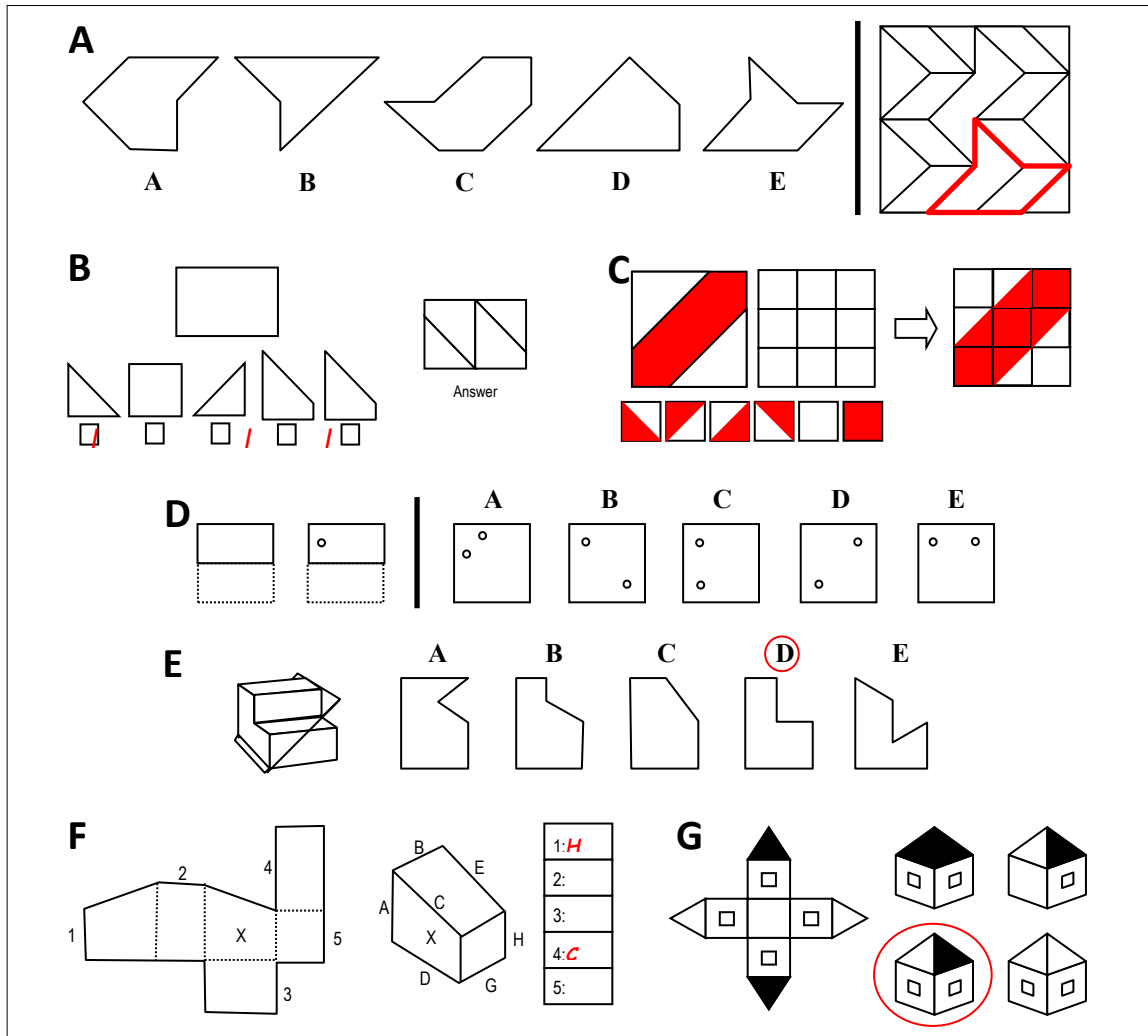 A
A B C D E
B
Answer
/ / /
C
D
A B C D E
E
A B C D E
F
1 2 X 3 4 5
A B C X D E G H
1:H
2:
3:
4:C
5:
G